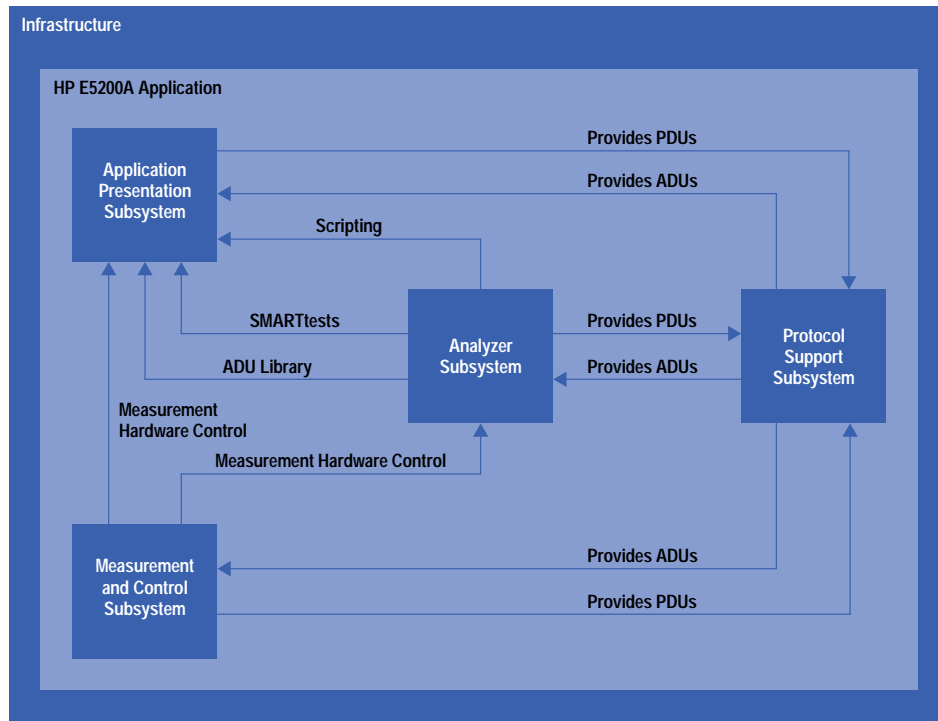 Infrastructure
HP E5200A Application
Application
Presentation
Subsystem
Provides PDUs
Provides ADUs
Scripting
SMARTtests
ADU Library
Analyzer
Subsystem
Provides PDUs
Provides ADUs
Protocol
Support
Subsystem
Measurement
Hardware Control
Measurement Hardware Control
Measurement
and Control
Subsystem
Provides ADUs
Provides PDUs